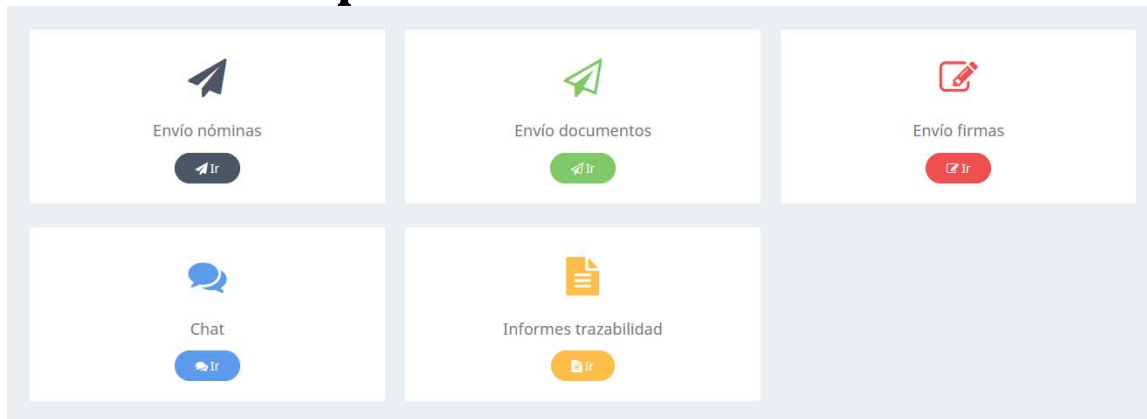 Envío nóminas
Envío documentos
Envío firmas
Ir
Ir
Ir
Chat
Informes trazabilidad
Ir
Ir